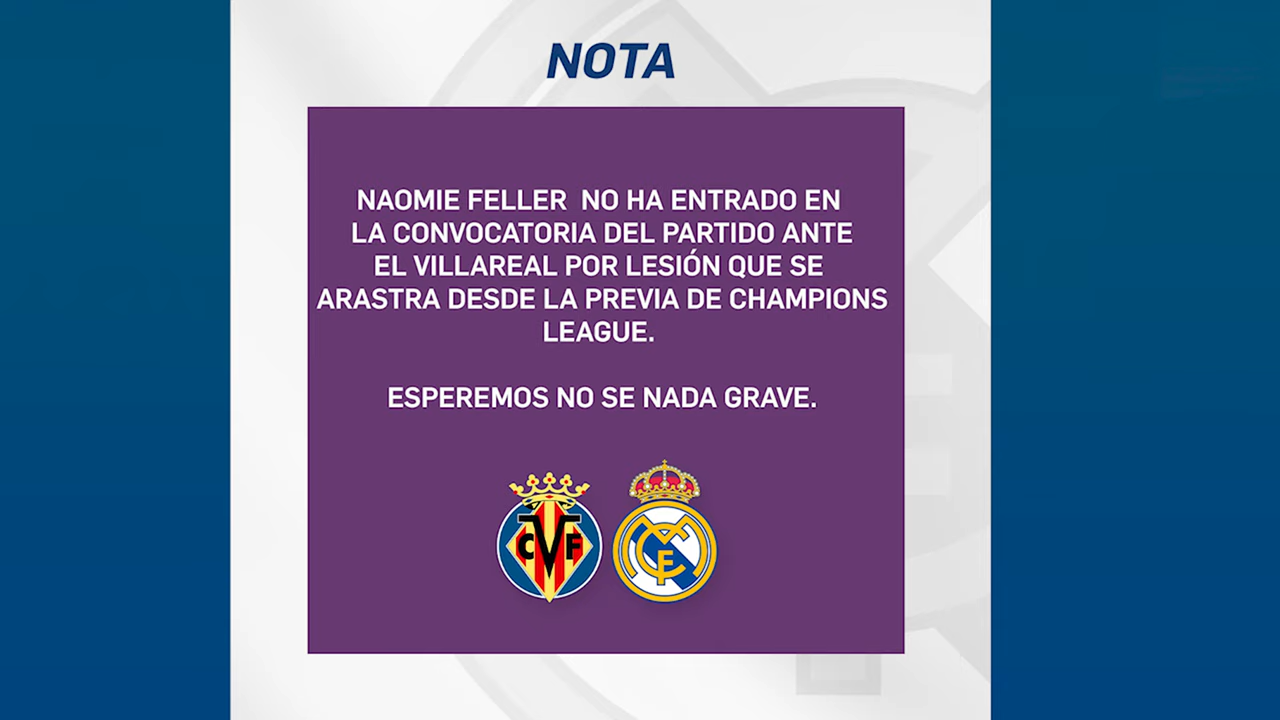 NOTA
NAOMIE FELLER NO HA ENTRADO EN
LA CONVOCATORIA DEL PARTIDO ANTE
EL VILLAREAL POR LESIÓN QUE SE
ARASTRA DESDE LA PREVIA DE CHAMPIONS
LEAGUE.
ESPEREMOS NO SE NADA GRAVE.
CVF